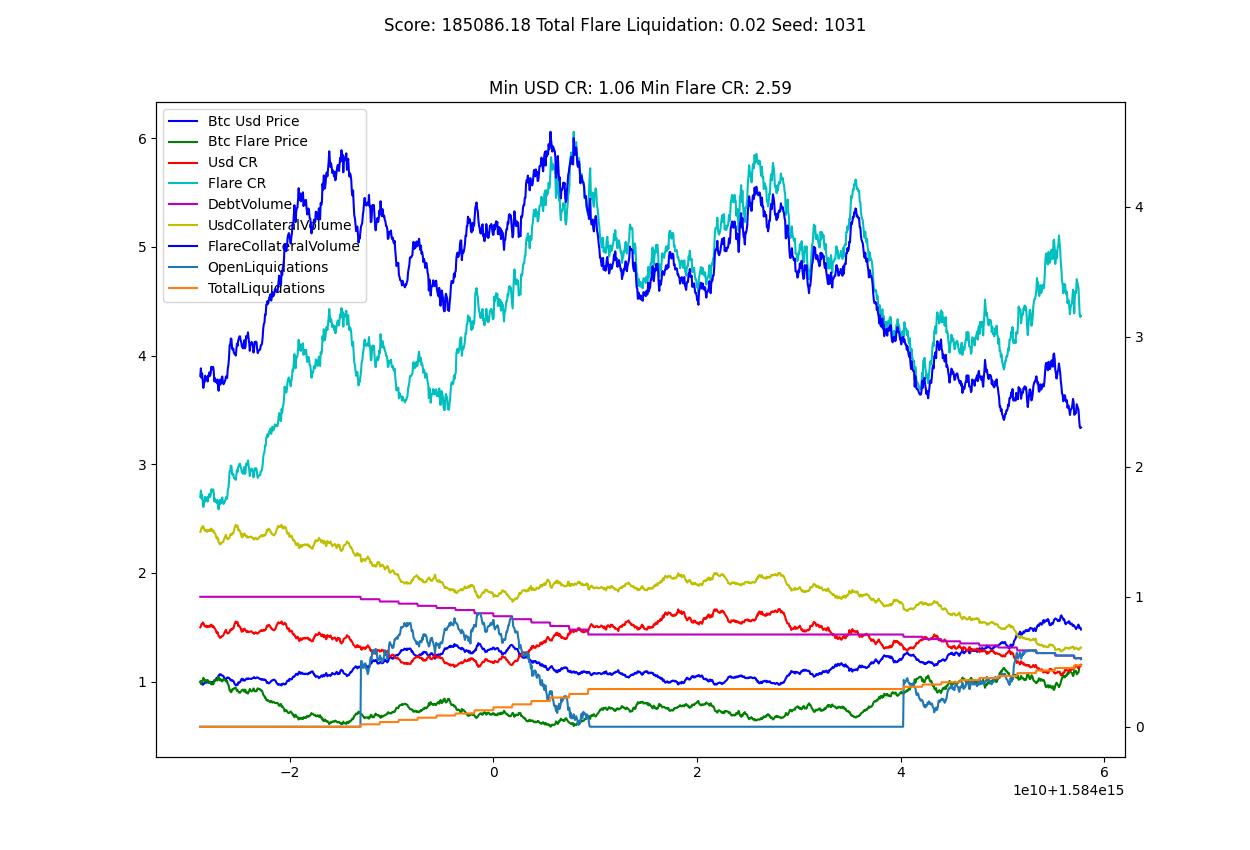 Score: 185086.18 Total Flare Liquidation: 0.02 Seed: 1031
Min USD CR: 1.06 Min Flare CR: 2.59
Btc Usd Price
Btc Flare Price
Usd CR
Flare CR
DebtVolume
UsdCollateralVolume
FlareCollateralVolume
OpenLiquidations
TotalLiquidations
6
5
4
3
2
1
4
3
2
1
0
−2
0
2
4
6
1e10+1.584e15